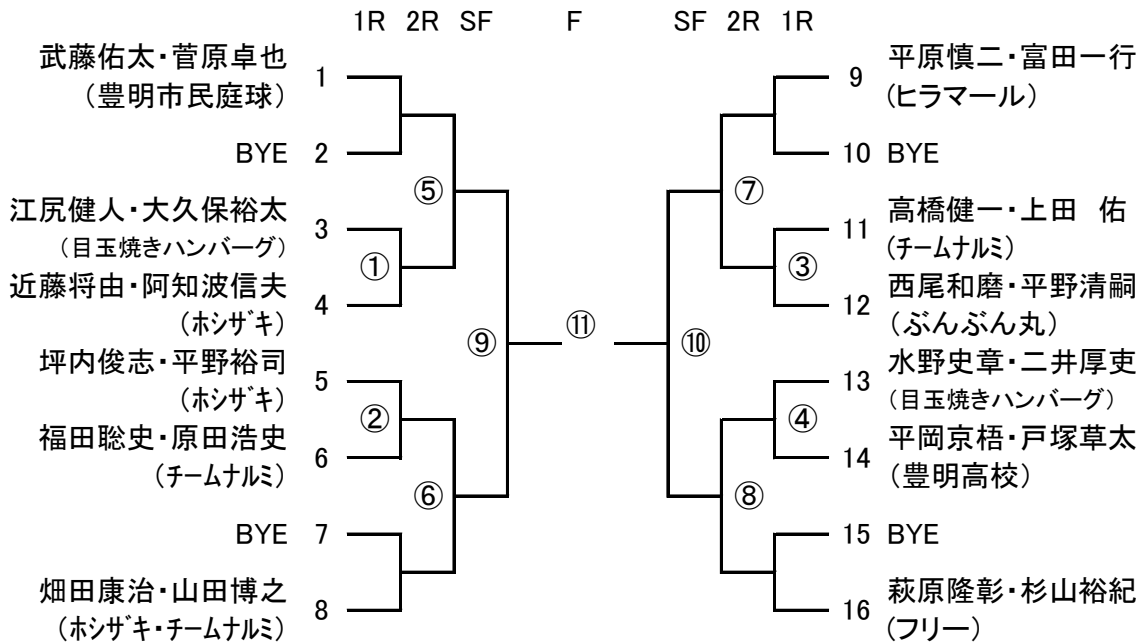 1R 2R SF F SF 2R 1R
武藤佑太・菅原卓也
(豊明市民庭球)
1
BYE 2
⑤
江尻健人・大久保裕太
(目玉焼きハンバーグ)
3
①
近藤将由・阿知波信夫
(ホシザキ)
4
⑨
坪内俊志・平野裕司
(ホシザキ)
5
②
福田聡史・原田浩史
(チームナルミ)
6
⑥
BYE 7
畑田康治・山田博之
(ホシザキ・チームナルミ)
8
⑪
9
平原慎二・富田一行
(ヒラマール)
10 BYE
⑦
11
高橋健一・上田 佑
(チームナルミ)
③
12
西尾和磨・平野清嗣
(ぶんぶん丸)
⑩
13
水野史章・二井厚吏
(目玉焼きハンバーグ)
④
14
平岡京梧・戸塚草太
(豊明高校)
⑧
15 BYE
16
萩原隆彰・杉山裕紀
(フリー)